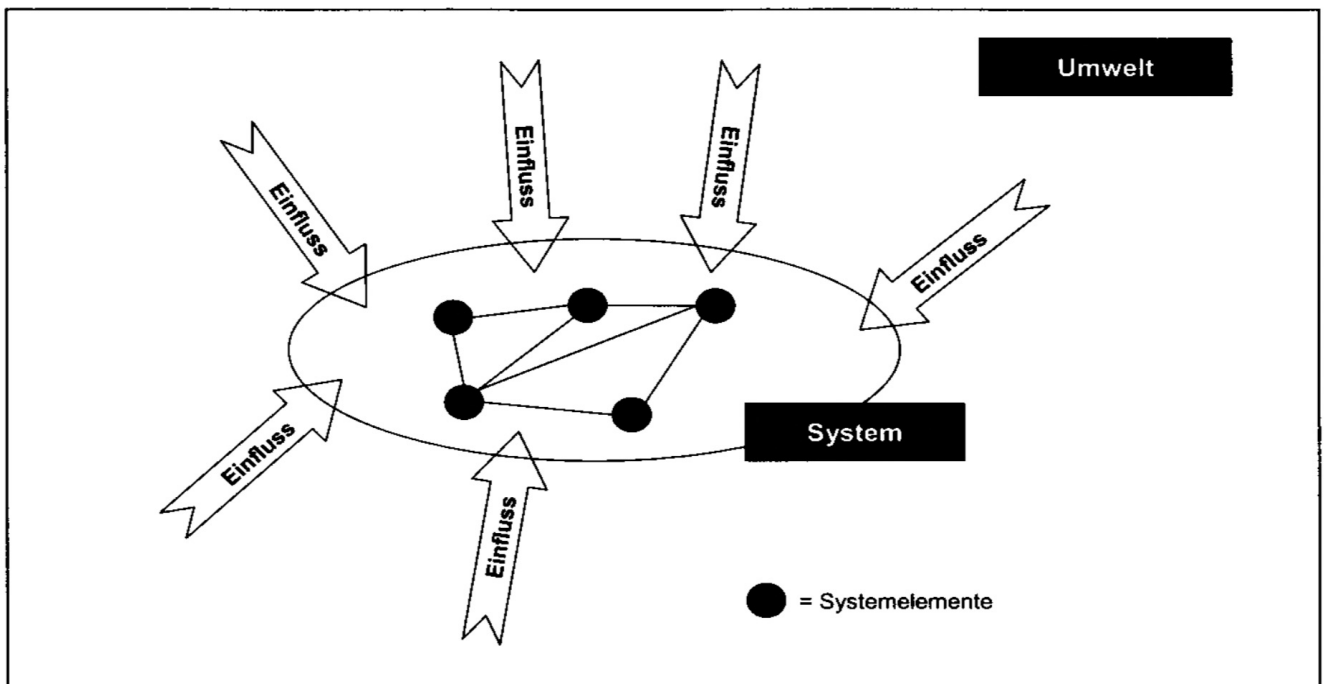 Umwelt
Einfluss
Einfluss
Einfluss
Einfluss
Einfluss
Einfluss
System
= Systemelemente